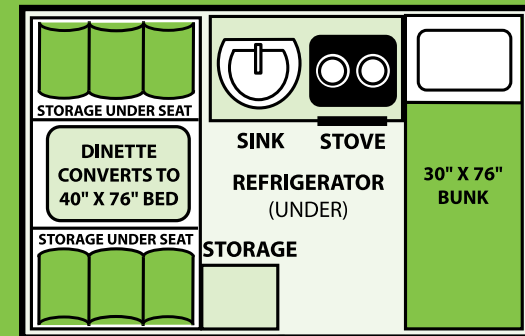 STORAGE UNDER SEAT
DINETTE
CONVERTS TO
40" X 76" BED
STORAGE UNDER SEAT
SINK
STOVE
REFRIGERATOR
(UNDER)
STORAGE
30" X 76"
BUNK